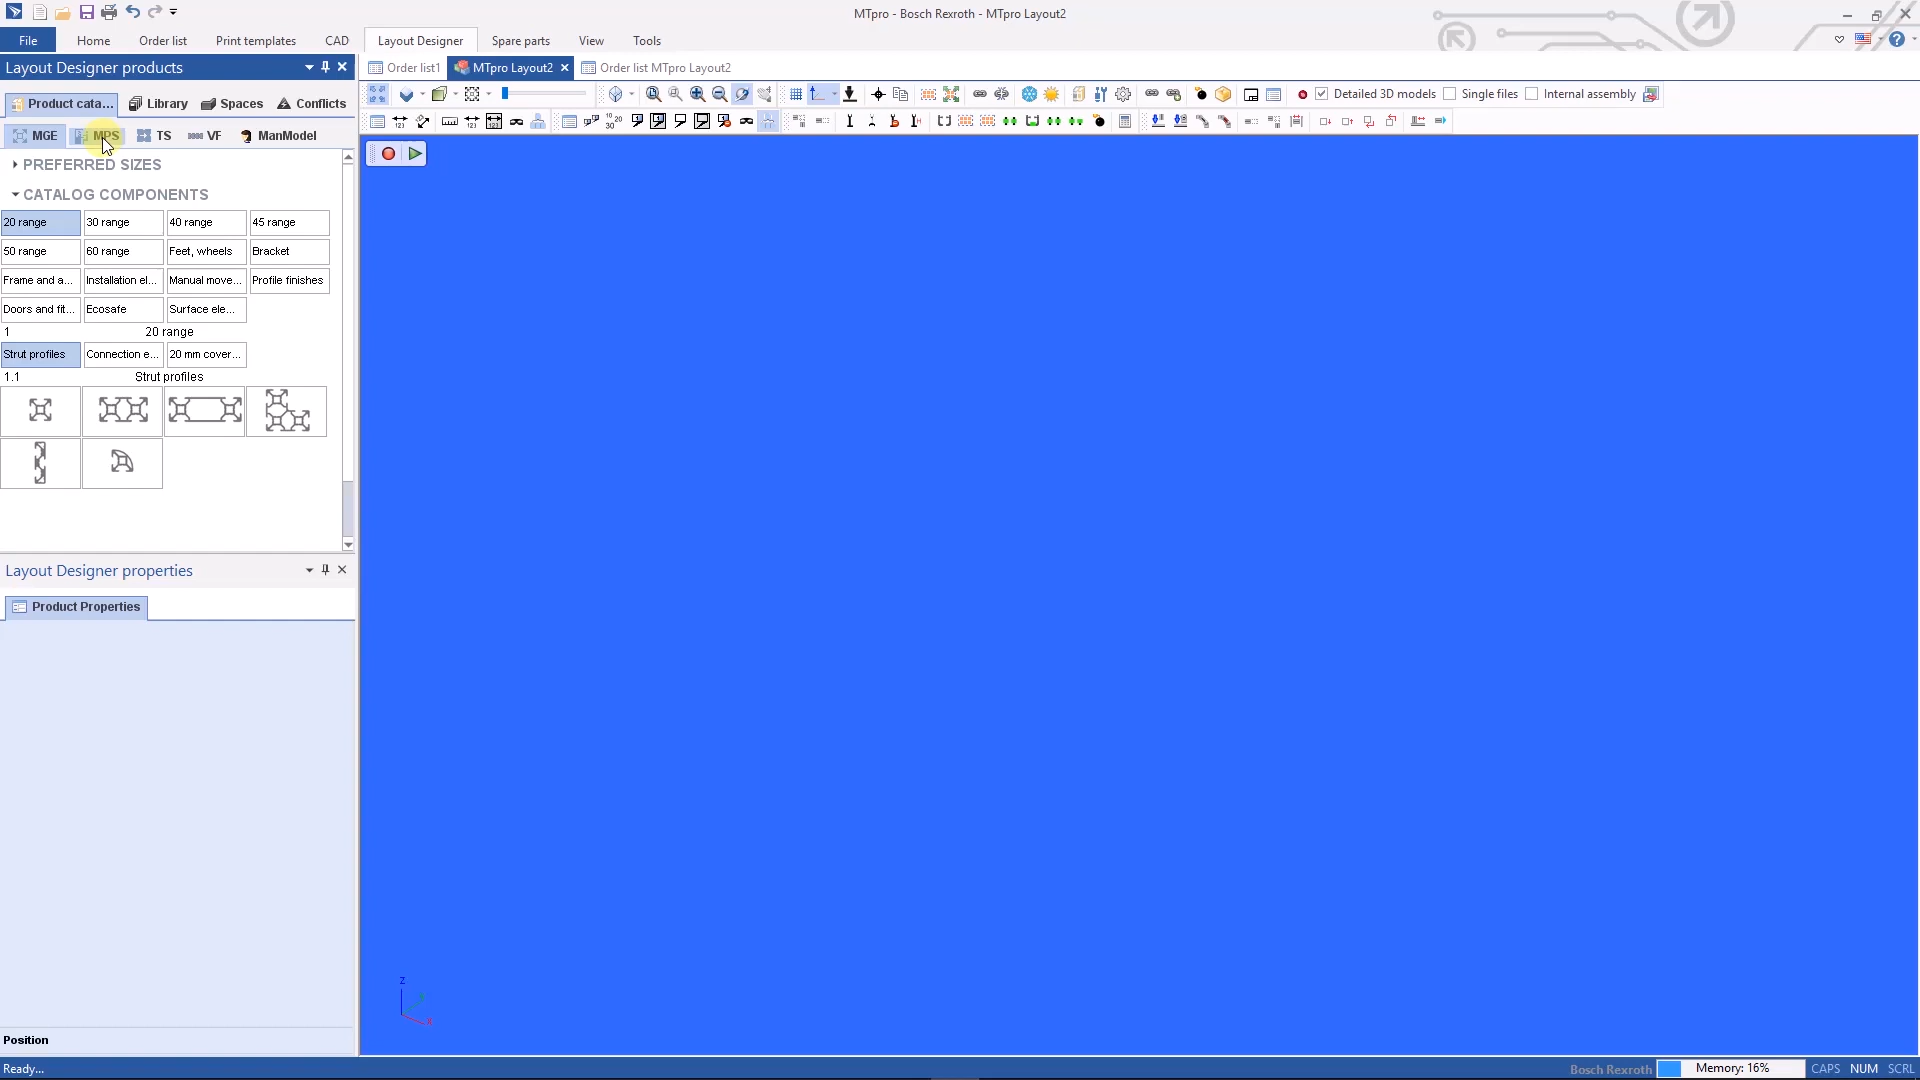 MTpro - Bosch Rexroth - MTpro Layout2
File Home Order list Print templates CAD Layout Designer Spare parts View Tools
Layout Designer products
Order list1 MTpro Layout2 Order list MTpro Layout2
Product cata... Library Spaces Conflicts
Detailed 3D models Single files Internal assembly
MGE MPS TS VF ManModel
PREFERRED SIZES
CATALOG COMPONENTS
20 range 30 range 40 range 45 range
50 range 60 range Feet, wheels Bracket
Frame and a... Installation el... Manual move... Profile finishes
Doors and fit... Ecosafe Surface ele...
1 20 range
Strut profiles Connection e... 20 mm cover...
1.1 Strut profiles
Layout Designer properties
Product Properties
Z
X
Position
Ready... Bosch Rexroth Memory: 16% CAPS NUM SCRL